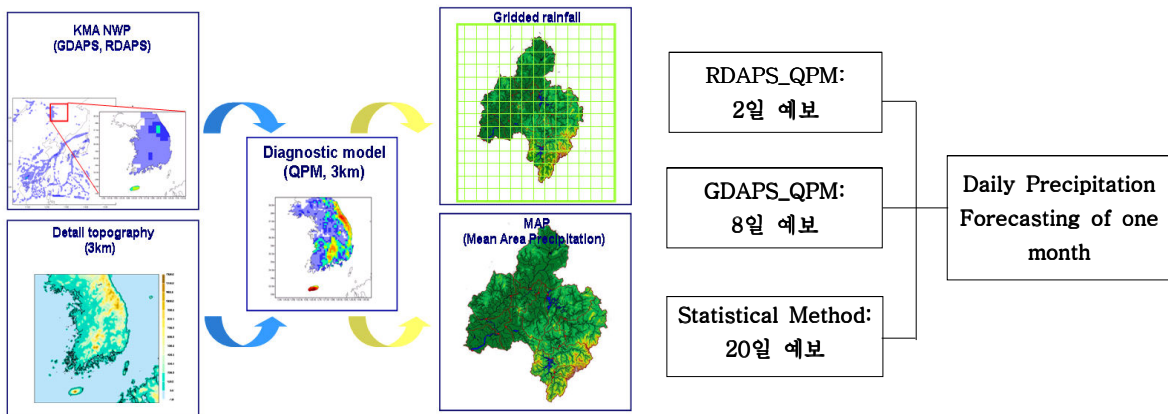 KMA NWP
(GDAPS, RDAPS)
Detail topography
(3km)
Diagnostic model
(QPM, 3km)
Gridded rainfall
MAP
(Mean Area Precipitation)
RDAPS_QPM:
2일 예보
GDAPS_QPM:
8일 예보
Statistical Method:
20일 예보
Daily Precipitation
Forecasting of one
month